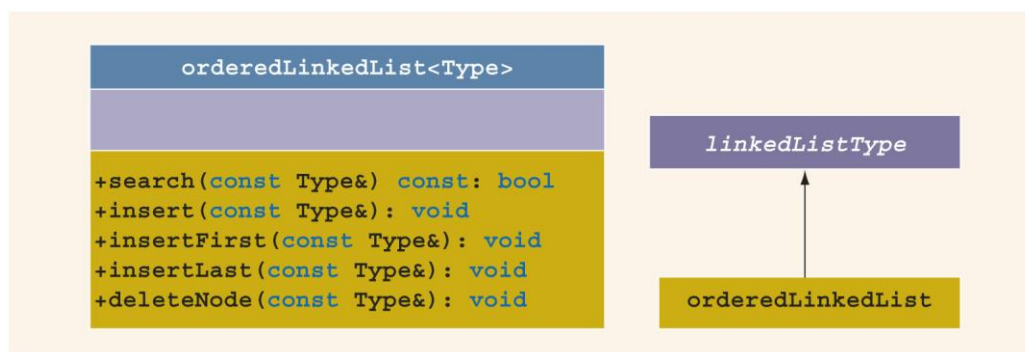 orderedLinkedList<Type>
+search(const Type&) const: bool
+insert(const Type&): void
+insertFirst(const Type&): void
+insertLast(const Type&): void
+deleteNode(const Type&): void
linkedListType
orderedLinkedList